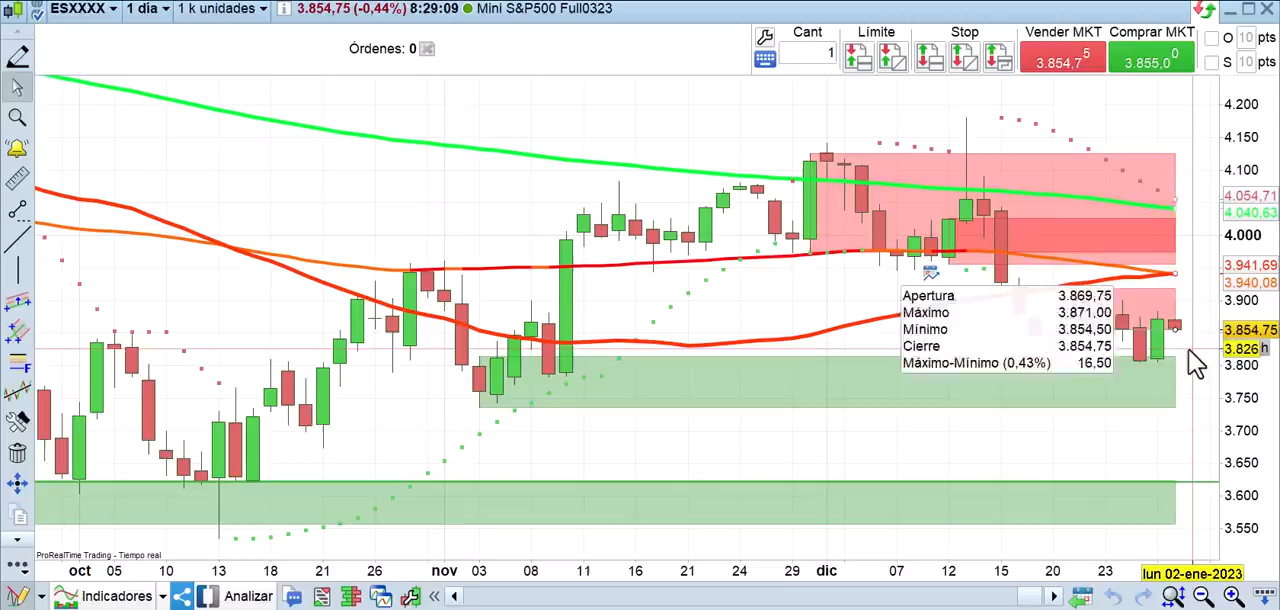 ESXXXX 1 día 1 k unidades 3.854,75 (-0,44%) 8:29:09 Mini S&P500 Full0323
Órdenes: 0
Cant Límite Stop Vender MKT Comprar MKT
1
3.854,7 5 3.855,0 0
O 10 pts
S 10 pts
4.200
4.150
4.100
4.054,71
4.040,63
4.000
3.941,69
3.940,08
3.900
3.854,75
3.826 h
3.800
3.750
3.700
3.650
3.600
3.550
Apertura 3.869,75
Máximo 3.871,00
Mínimo 3.854,50
Cierre 3.854,75
Máximo-Mínimo (0,43%) 16,50
ProRealTime Trading - Tiempo real
oct 05 10 13 18 21 26 nov 03 08 11 16 21 24 29 dic 07 12 15 20 23 lun 02-ene-2023
Indicadores Analizar